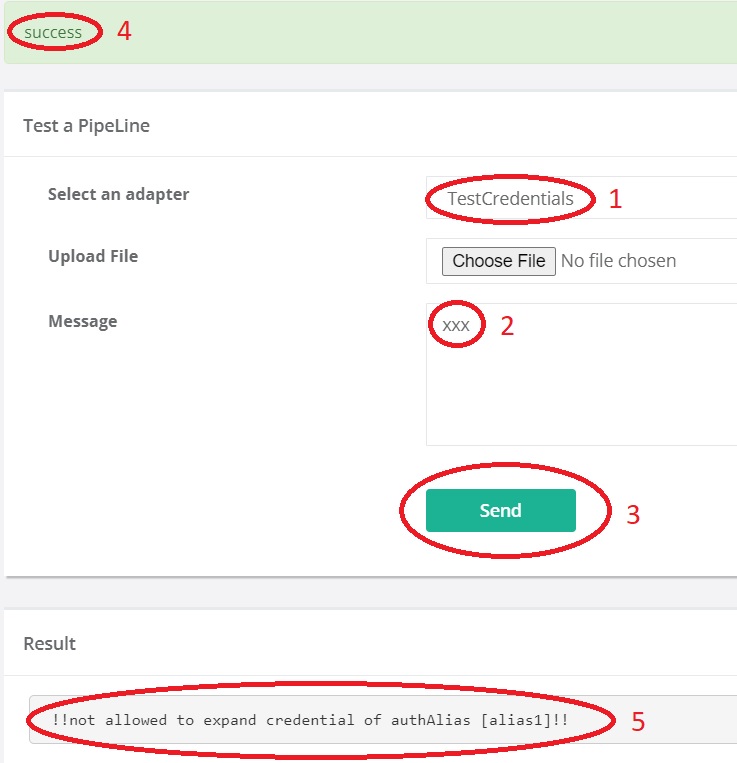 success 4
Test a PipeLine
Select an adapter TestCredentials 1
Upload File Choose File No file chosen
Message xxx 2
Send 3
Result
!!not allowed to expand credential of authAlias [alias1]!! 5